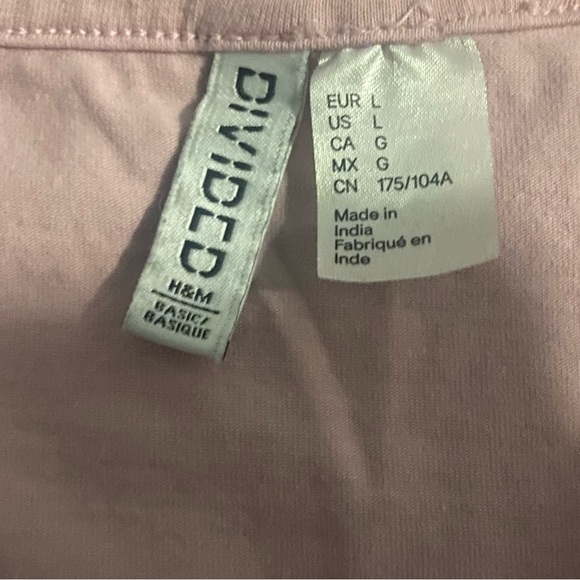 DIVIDED
H&M
BASIC/
BASIQUE
EUR L
US L
CA G
MX G
CN 175/104A
Made in
India
Fabriqué en
Inde